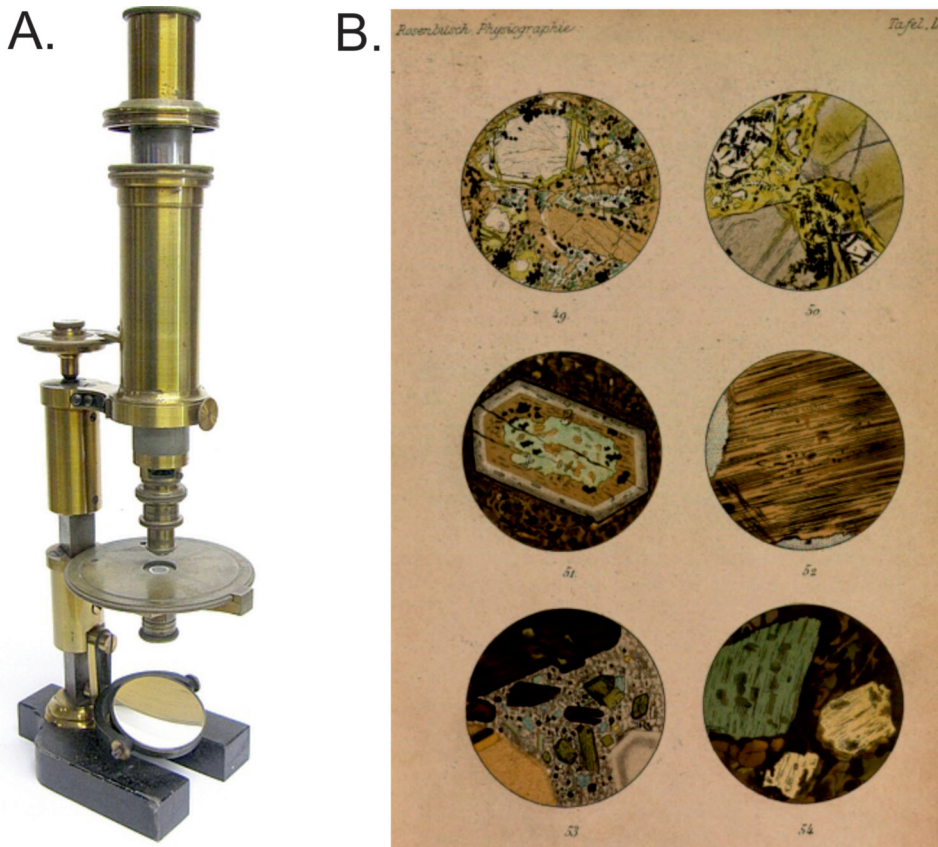 A.
B.
Rosenbusch, Physiographie
Tafel,
49.
50.
51.
52
53
54.